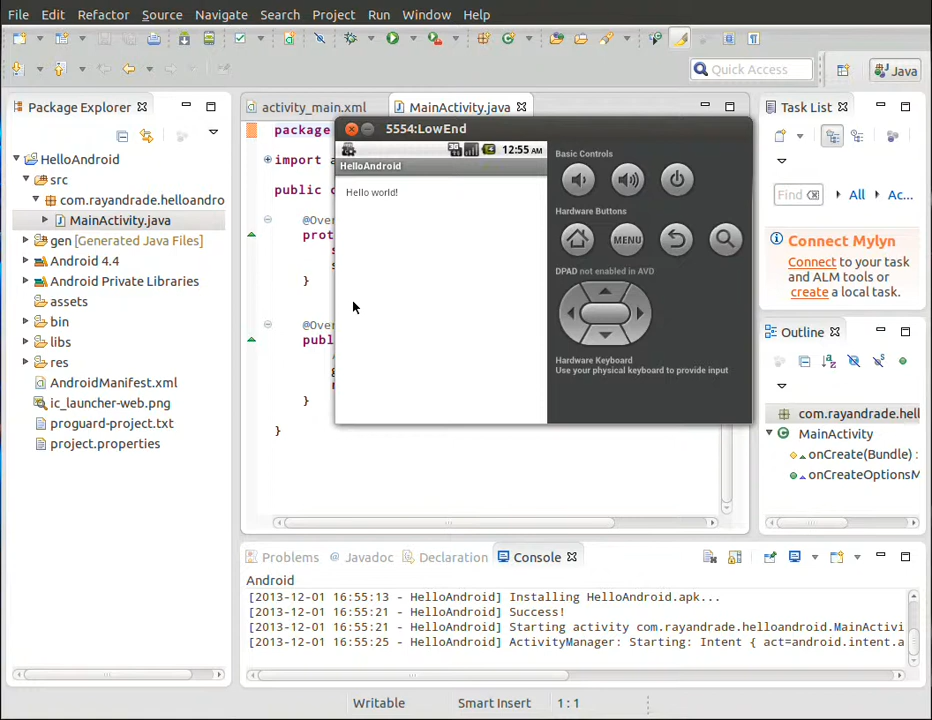 File Edit Refactor Source Navigate Search Project Run Window Help
Quick Access
Java
Package Explorer
activity_main.xml
MainActivity.java
Task List
HelloAndroid
src
com.rayandrade.helloandro
MainActivity.java
gen [Generated Java Files]
Android 4.4
Android Private Libraries
assets
bin
libs
res
AndroidManifest.xml
ic_launcher-web.png
proguard-project.txt
project.properties
package
import a
public c
@Over
prot
s
s
}
@Over
publ
}
}
5554:LowEnd
3G
12:55 AM
HelloAndroid
Hello world!
Basic Controls
Hardware Buttons
MENU
DPAD not enabled in AVD
Hardware Keyboard
Use your physical keyboard to provide input
Find
All
Ac...
Connect Mylyn
Connect to your task
and ALM tools or
create a local task.
Outline
com.rayandrade.hell
MainActivity
onCreate(Bundle) :
onCreateOptionsM
Problems
@ Javadoc
Declaration
Console
Android
[2013-12-01 16:55:13 - HelloAndroid] Installing HelloAndroid.apk...
[2013-12-01 16:55:21 - HelloAndroid] Success!
[2013-12-01 16:55:21 - HelloAndroid] Starting activity com.rayandrade.helloandroid.MainActivi
[2013-12-01 16:55:25 - HelloAndroid] ActivityManager: Starting: Intent { act=android.intent.a
Writable
Smart Insert
1 : 1